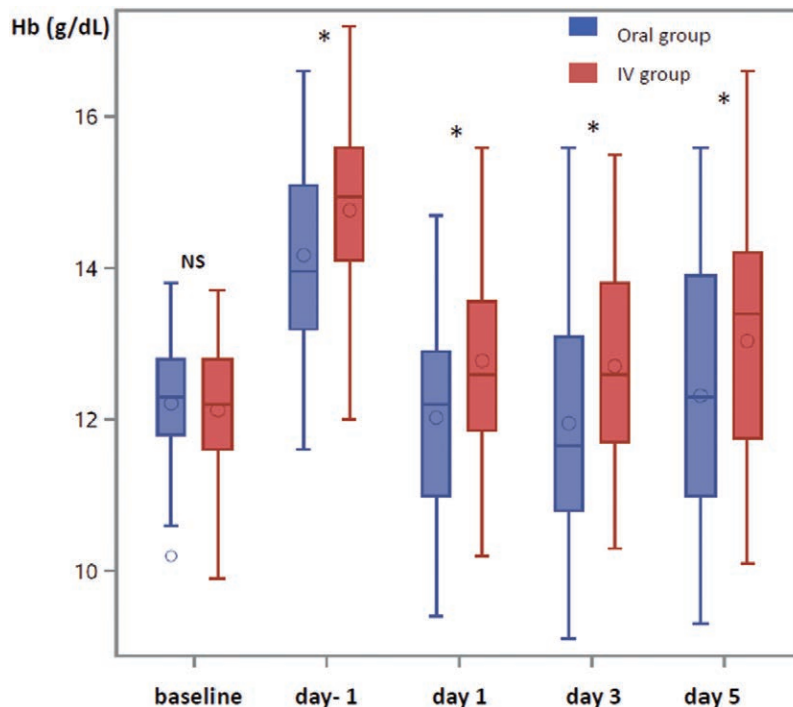 Hb (g/dL)
Oral group
IV group
*
*
*
*
NS
16
14
12
10
baseline day- 1 day 1 day 3 day 5